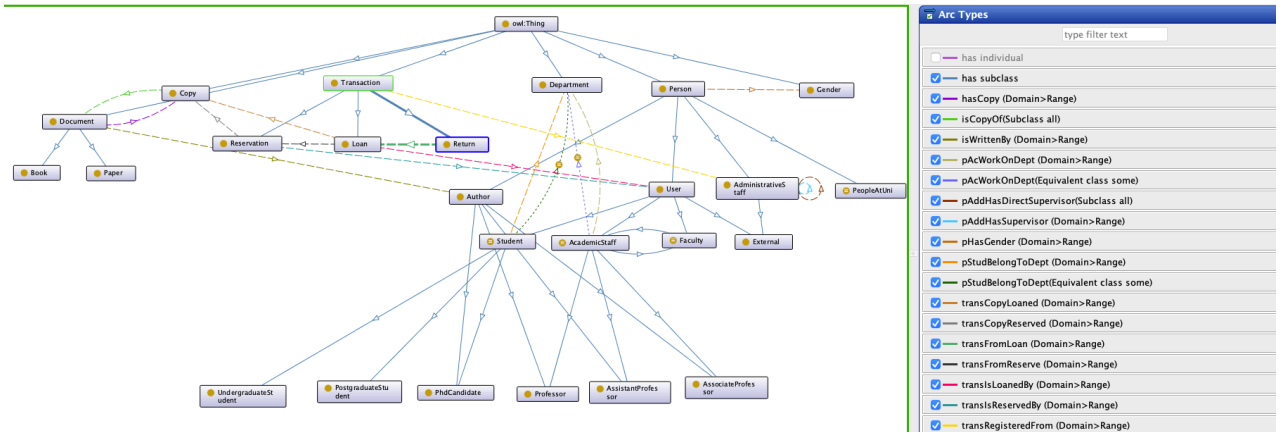 owl:Thing
Copy
Transaction
Department
Person
Gender
Document
Reservation
Loan
Return
Book
Paper
Author
User
AdministrativeS
taff
PeopleAtUni
Student
AcademicStaff
Faculty
External
UndergraduateSt
udent
PostgraduateStu
dent
PhdCandidate
Professor
AssistantProfes
sor
AssociateProfes
sor
Arc Types
type filter text
has individual
has subclass
hasCopy (Domain>Range)
isCopyOf(Subclass all)
isWrittenBy (Domain>Range)
pAcWorkOnDept (Domain>Range)
pAcWorkOnDept(Equivalent class some)
pAddHasDirectSupervisor(Subclass all)
pAddHasSupervisor (Domain>Range)
pHasGender (Domain>Range)
pStudBelongToDept (Domain>Range)
pStudBelongToDept(Equivalent class some)
transCopyLoaned (Domain>Range)
transCopyReserved (Domain>Range)
transFromLoan (Domain>Range)
transFromReserve (Domain>Range)
transIsLoanedBy (Domain>Range)
transIsReservedBy (Domain>Range)
transRegisteredFrom (Domain>Range)